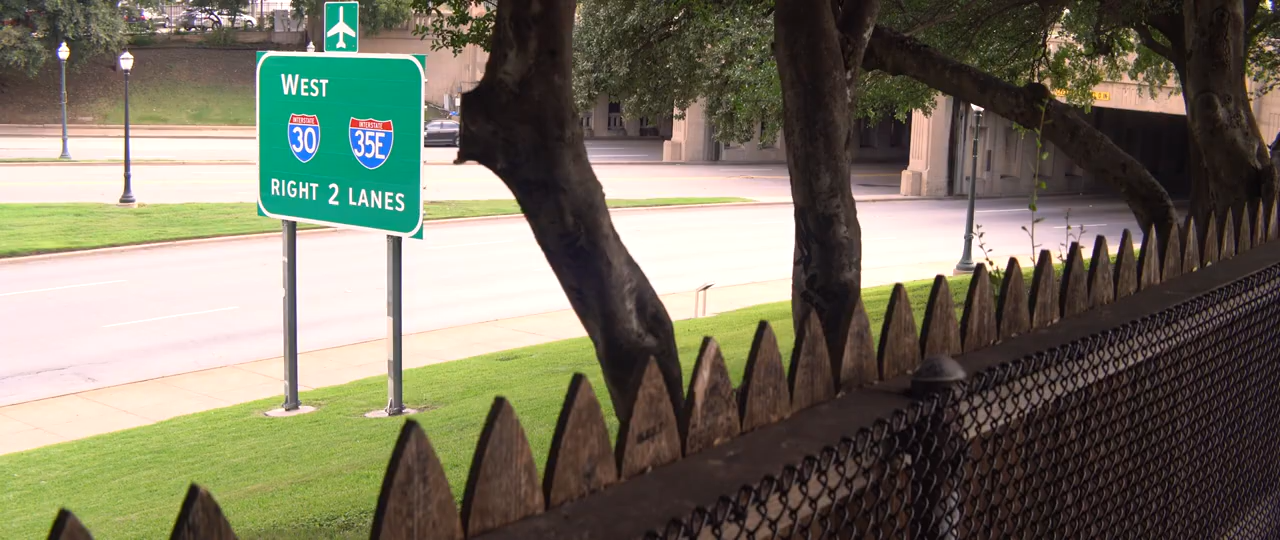 WEST
INTERSTATE INTERSTATE
30 35E
RIGHT 2 LANES